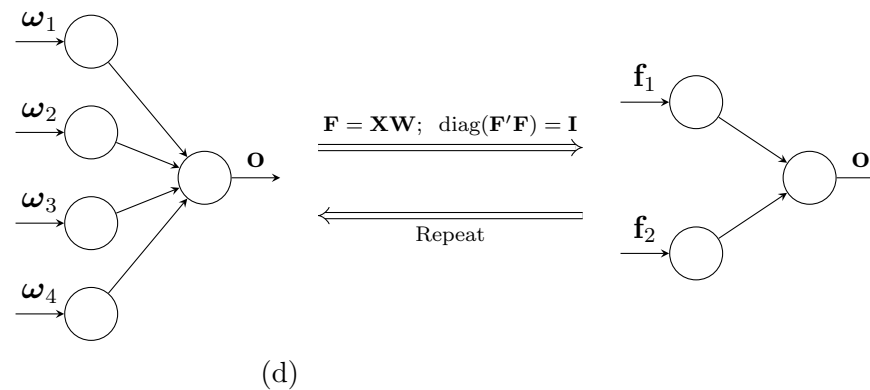 ω₁
ω₂
ω₃
ω₄
o
F = XW; diag(F′F) = I
Repeat
f₁
f₂
o
(d)